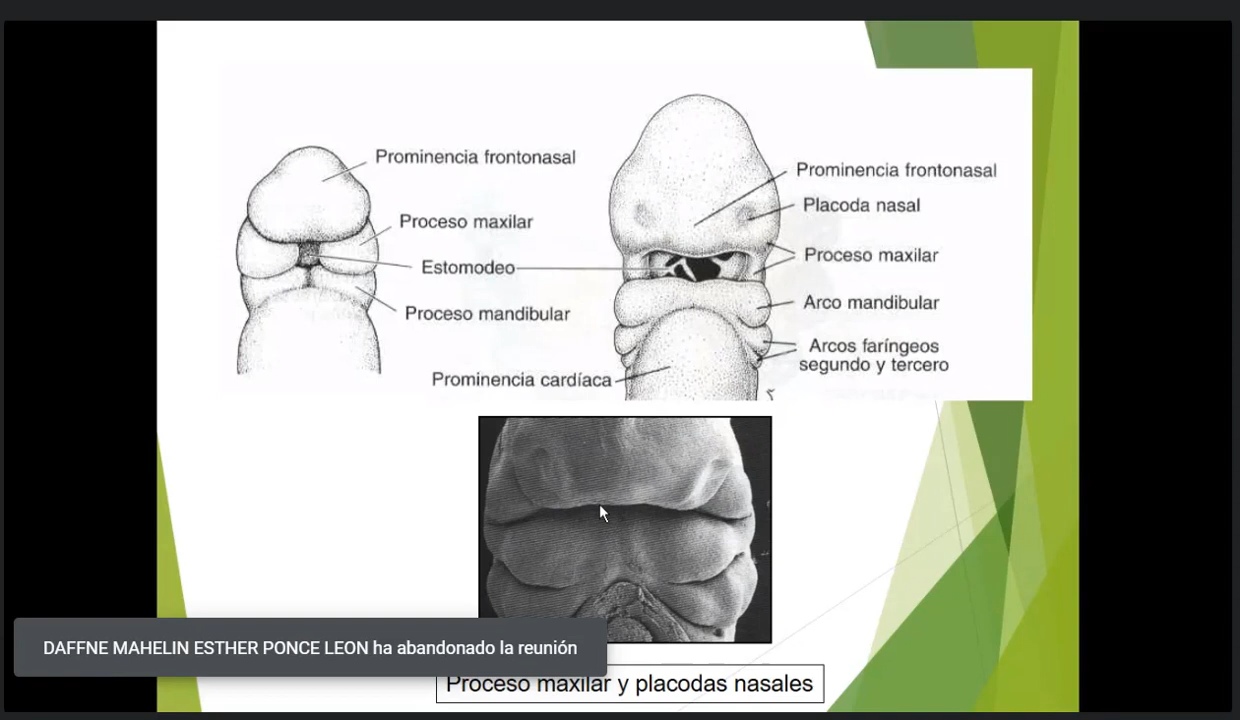 Prominencia frontonasal
Proceso maxilar
Estomodeo
Proceso mandibular
Prominencia cardíaca
Prominencia frontonasal
Placoda nasal
Proceso maxilar
Arco mandibular
Arcos faríngeos
segundo y tercero
DAFFNE MAHELIN ESTHER PONCE LEON ha abandonado la reunión
Proceso maxilar y placodas nasales